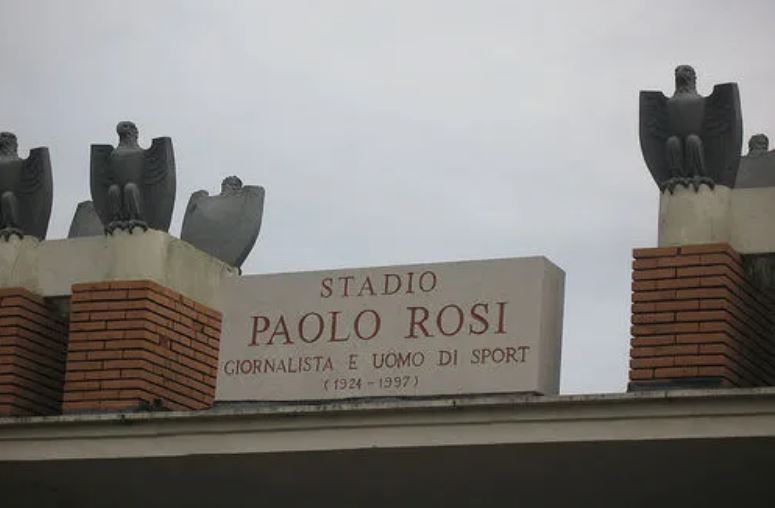 STADIO
PAOLO ROSI
GIORNALISTA E UOMO DI SPORT
(1924-1997)